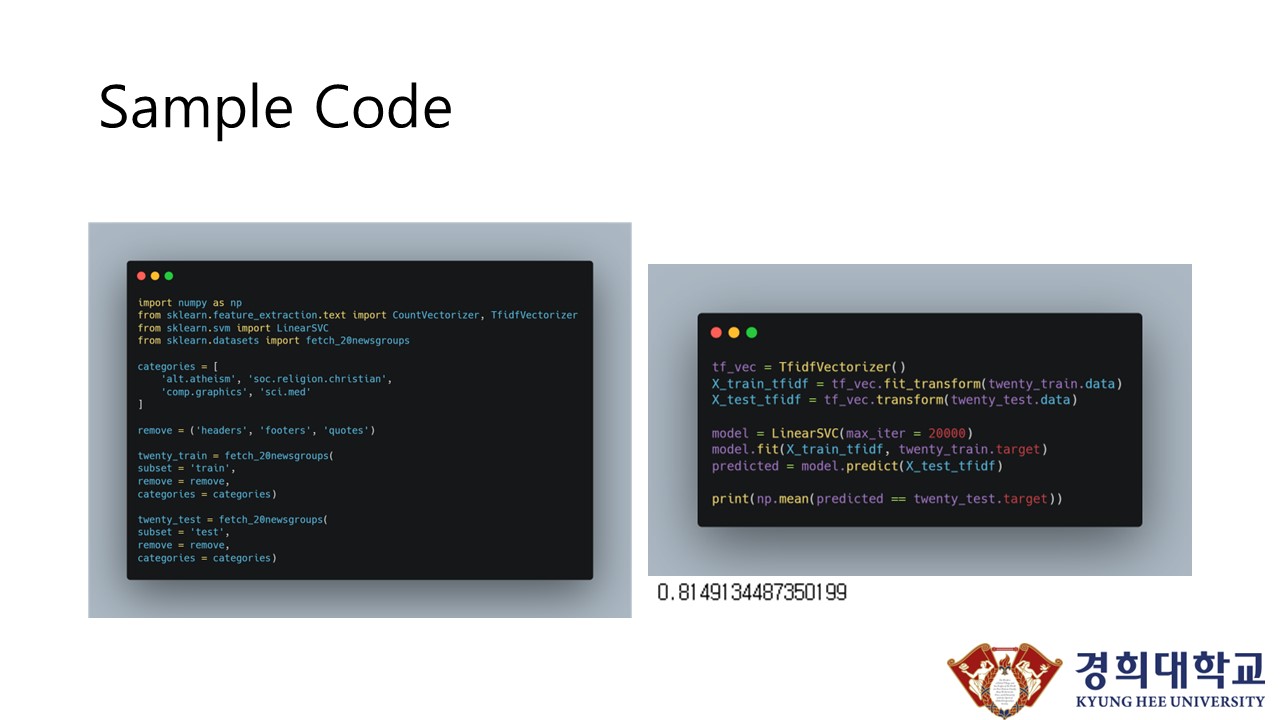 Sample Code
import numpy as np
from sklearn.feature_extraction.text import CountVectorizer, TfidfVectorizer
from sklearn.svm import LinearSVC
from sklearn.datasets import fetch_20newsgroups
categories = [
    'alt.atheism', 'soc.religion.christian',
    'comp.graphics', 'sci.med'
]
remove = ('headers', 'footers', 'quotes')
twenty_train = fetch_20newsgroups(
subset = 'train',
remove = remove,
categories = categories)
twenty_test = fetch_20newsgroups(
subset = 'test',
remove = remove,
categories = categories)
tf_vec = TfidfVectorizer()
X_train_tfidf = tf_vec.fit_transform(twenty_train.data)
X_test_tfidf = tf_vec.transform(twenty_test.data)
model = LinearSVC(max_iter = 20000)
model.fit(X_train_tfidf, twenty_train.target)
predicted = model.predict(X_test_tfidf)
print(np.mean(predicted == twenty_test.target))
0.8149134487350199
경희대학교
KYUNG HEE UNIVERSITY